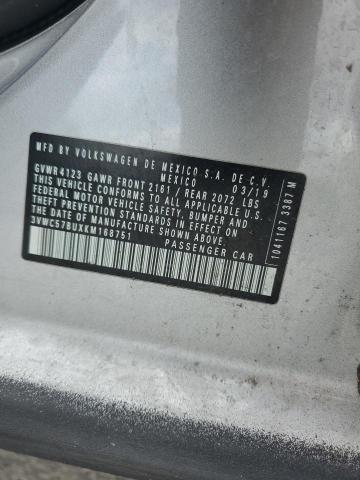 MFD BY VOLKSWAGEN DE MEXICO S.A. DE C.V.
MEXICO 03/19
GVWR4123 GAWR FRONT 2161 / REAR 2072 LBS
THIS VEHICLE CONFORMS TO ALL APPLICABLE
FEDERAL MOTOR VEHICLE SAFETY, BUMPER AND
THEFT PREVENTION STANDARDS IN EFFECT ON
THE DATE OF MANUFACTURE SHOWN ABOVE
3VWC57BUXKM168751
PASSENGER CAR
1041167 3387 M